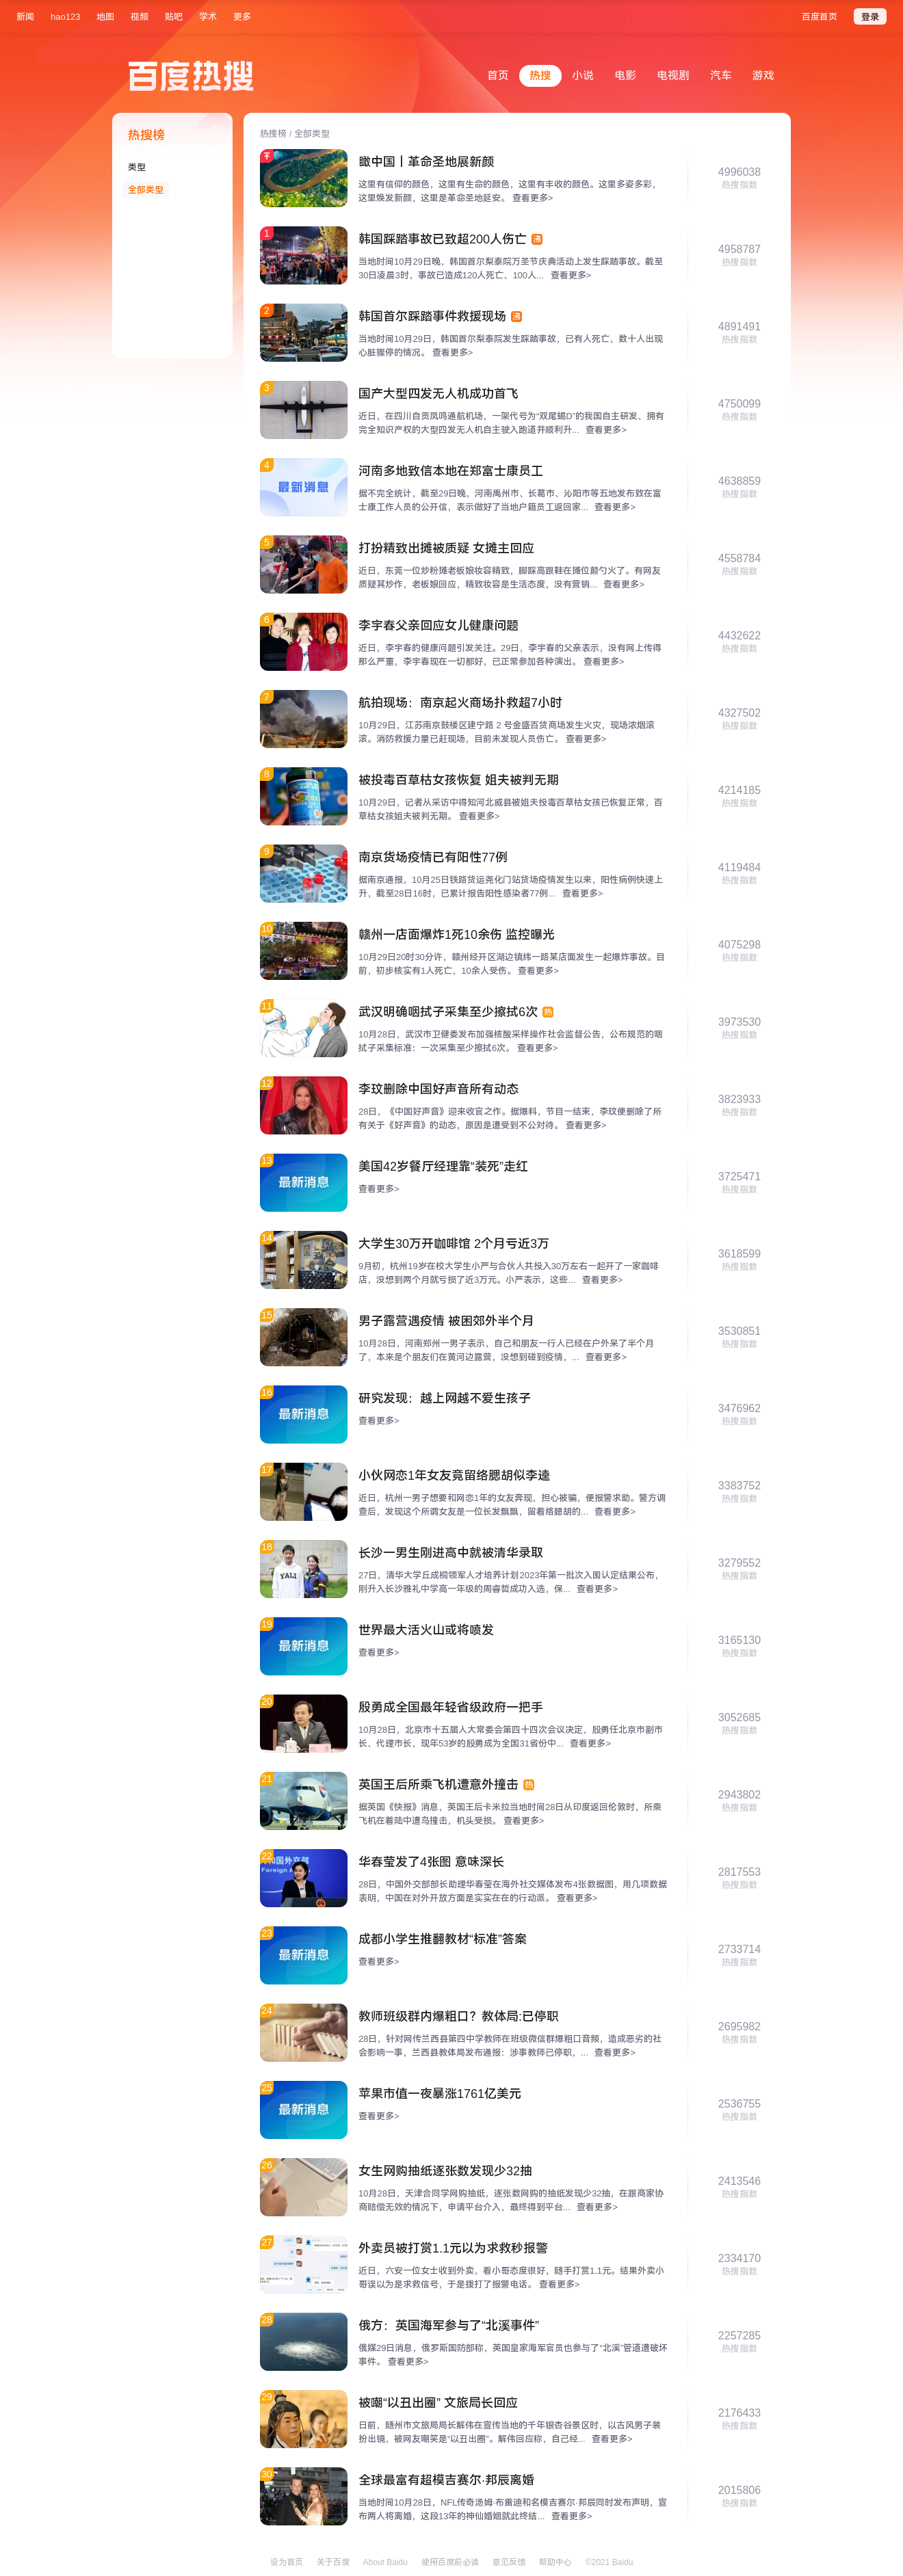 新闻 hao123 地图 视频 贴吧 学术 更多 百度首页 登录
百度热搜
首页 热搜 小说 电影 电视剧 汽车 游戏
热搜榜
类型
全部类型
热搜榜 / 全部类型
瞰中国丨革命圣地展新颜
这里有信仰的颜色，这里有生命的颜色，这里有丰收的颜色。这里多姿多彩，
这里焕发新颜，这里是革命圣地延安。 查看更多>
4996038
热搜指数
1
韩国踩踏事故已致超200人伤亡 沸
当地时间10月29日晚，韩国首尔梨泰院万圣节庆典活动上发生踩踏事故。截至
30日凌晨3时，事故已造成120人死亡、100人... 查看更多>
4958787
热搜指数
2
韩国首尔踩踏事件救援现场 沸
当地时间10月29日，韩国首尔梨泰院发生踩踏事故，已有人死亡，数十人出现
心脏骤停的情况。 查看更多>
4891491
热搜指数
3
国产大型四发无人机成功首飞
近日，在四川自贡凤鸣通航机场，一架代号为“双尾蝎D”的我国自主研发、拥有
完全知识产权的大型四发无人机自主驶入跑道并顺利升... 查看更多>
4750099
热搜指数
4
最新消息
河南多地致信本地在郑富士康员工
据不完全统计，截至29日晚，河南禹州市、长葛市、沁阳市等五地发布致在富
士康工作人员的公开信，表示做好了当地户籍员工返回家... 查看更多>
4638859
热搜指数
5
打扮精致出摊被质疑 女摊主回应
近日，东莞一位炒粉摊老板娘妆容精致，脚踩高跟鞋在摊位颠勺火了。有网友
质疑其炒作，老板娘回应，精致妆容是生活态度，没有营销... 查看更多>
4558784
热搜指数
6
李宇春父亲回应女儿健康问题
近日，李宇春的健康问题引发关注。29日，李宇春的父亲表示，没有网上传得
那么严重，李宇春现在一切都好，已正常参加各种演出。 查看更多>
4432622
热搜指数
7
航拍现场：南京起火商场扑救超7小时
10月29日，江苏南京鼓楼区建宁路 2 号金盛百货商场发生火灾，现场浓烟滚
滚。消防救援力量已赶现场，目前未发现人员伤亡。 查看更多>
4327502
热搜指数
8
被投毒百草枯女孩恢复 姐夫被判无期
10月29日，记者从采访中得知河北威县被姐夫投毒百草枯女孩已恢复正常，百
草枯女孩姐夫被判无期。 查看更多>
4214185
热搜指数
9
南京货场疫情已有阳性77例
据南京通报，10月25日铁路货运尧化门站货场疫情发生以来，阳性病例快速上
升，截至28日16时，已累计报告阳性感染者77例... 查看更多>
4119484
热搜指数
10
赣州一店面爆炸1死10余伤 监控曝光
10月29日20时30分许，赣州经开区湖边镇纬一路某店面发生一起爆炸事故。目
前，初步核实有1人死亡，10余人受伤。 查看更多>
4075298
热搜指数
11
武汉明确咽拭子采集至少擦拭6次 热
10月28日，武汉市卫健委发布加强核酸采样操作社会监督公告，公布规范的咽
拭子采集标准：一次采集至少擦拭6次。 查看更多>
3973530
热搜指数
12
李玟删除中国好声音所有动态
28日，《中国好声音》迎来收官之作。据爆料，节目一结束，李玟便删除了所
有关于《好声音》的动态，原因是遭受到不公对待。 查看更多>
3823933
热搜指数
13
最新消息
美国42岁餐厅经理靠“装死”走红
查看更多>
3725471
热搜指数
14
大学生30万开咖啡馆 2个月亏近3万
9月初，杭州19岁在校大学生小严与合伙人共投入30万左右一起开了一家咖啡
店，没想到两个月就亏损了近3万元。小严表示，这些... 查看更多>
3618599
热搜指数
15
男子露营遇疫情 被困郊外半个月
10月28日，河南郑州一男子表示，自己和朋友一行人已经在户外呆了半个月
了，本来是个朋友们在黄河边露营，没想到碰到疫情，... 查看更多>
3530851
热搜指数
16
最新消息
研究发现：越上网越不爱生孩子
查看更多>
3476962
热搜指数
17
小伙网恋1年女友竟留络腮胡似李逵
近日，杭州一男子想要和网恋1年的女友奔现，担心被骗，便报警求助。警方调
查后，发现这个所谓女友是一位长发飘飘，留着络腮胡的... 查看更多>
3383752
热搜指数
18
YALI
长沙一男生刚进高中就被清华录取
27日，清华大学丘成桐领军人才培养计划2023年第一批次入围认定结果公布，
刚升入长沙雅礼中学高一年级的周睿哲成功入选，保... 查看更多>
3279552
热搜指数
19
最新消息
世界最大活火山或将喷发
查看更多>
3165130
热搜指数
20
殷勇成全国最年轻省级政府一把手
10月28日，北京市十五届人大常委会第四十四次会议决定，殷勇任北京市副市
长、代理市长，现年53岁的殷勇成为全国31省份中... 查看更多>
3052685
热搜指数
21
英国王后所乘飞机遭意外撞击 热
据英国《快报》消息，英国王后卡米拉当地时间28日从印度返回伦敦时，所乘
飞机在着陆中遭鸟撞击，机头受损。 查看更多>
2943802
热搜指数
22
和国外交部
Foreign
华春莹发了4张图 意味深长
28日，中国外交部部长助理华春莹在海外社交媒体发布4张数据图，用几项数据
表明，中国在对外开放方面是实实在在的行动派。 查看更多>
2817553
热搜指数
23
最新消息
成都小学生推翻教材“标准”答案
查看更多>
2733714
热搜指数
24
教师班级群内爆粗口？教体局:已停职
28日，针对网传兰西县第四中学教师在班级微信群爆粗口音频，造成恶劣的社
会影响一事，兰西县教体局发布通报：涉事教师已停职，... 查看更多>
2695982
热搜指数
25
最新消息
苹果市值一夜暴涨1761亿美元
查看更多>
2536755
热搜指数
26
女生网购抽纸逐张数发现少32抽
10月28日，天津合同学网购抽纸，逐张数网购的抽纸发现少32抽，在跟商家协
商赔偿无效的情况下，申请平台介入，最终得到平台... 查看更多>
2413546
热搜指数
27
外卖员被打赏1.1元以为求救秒报警
近日，六安一位女士收到外卖，看小哥态度很好，随手打赏1.1元。结果外卖小
哥误以为是求救信号，于是拨打了报警电话。 查看更多>
2334170
热搜指数
28
俄方：英国海军参与了“北溪事件”
俄媒29日消息，俄罗斯国防部称，英国皇家海军官员也参与了“北溪”管道遭破坏
事件。 查看更多>
2257285
热搜指数
29
被嘲“以丑出圈” 文旅局长回应
日前，随州市文旅局局长解伟在宣传当地的千年银杏谷景区时，以古风男子装
扮出镜，被网友嘲笑是“以丑出圈”。解伟回应称，自己经... 查看更多>
2176433
热搜指数
30
全球最富有超模吉赛尔·邦辰离婚
当地时间10月28日，NFL传奇汤姆·布雷迪和名模吉赛尔·邦辰同时发布声明，宣
布两人将离婚，这段13年的神仙婚姻就此终结... 查看更多>
2015806
热搜指数
设为首页 关于百度 About Baidu 使用百度前必读 意见反馈 帮助中心 ©2021 Baidu